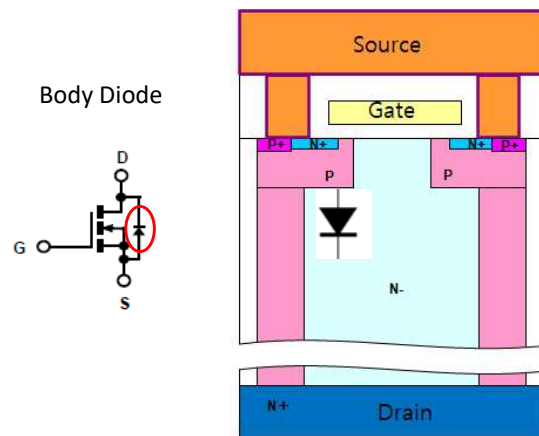 Body Diode
D
G
S
Source
Gate
P+ N+ N+ P+
P P
N-
N+ Drain